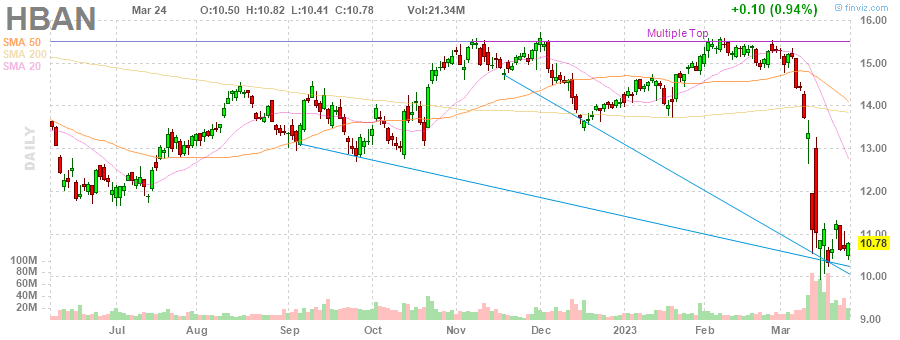 HBAN Mar 24 O:10.50 H:10.82 L:10.41 C:10.78 Vol:21.34M +0.10 (0.94%) © finviz.com
SMA 50
SMA 200
SMA 20
DAILY
Multiple Top
16.00
15.00
14.00
13.00
12.00
11.00
10.78
10.00
9.00
100M
80M
60M
40M
20M
Jul Aug Sep Oct Nov Dec 2023 Feb Mar